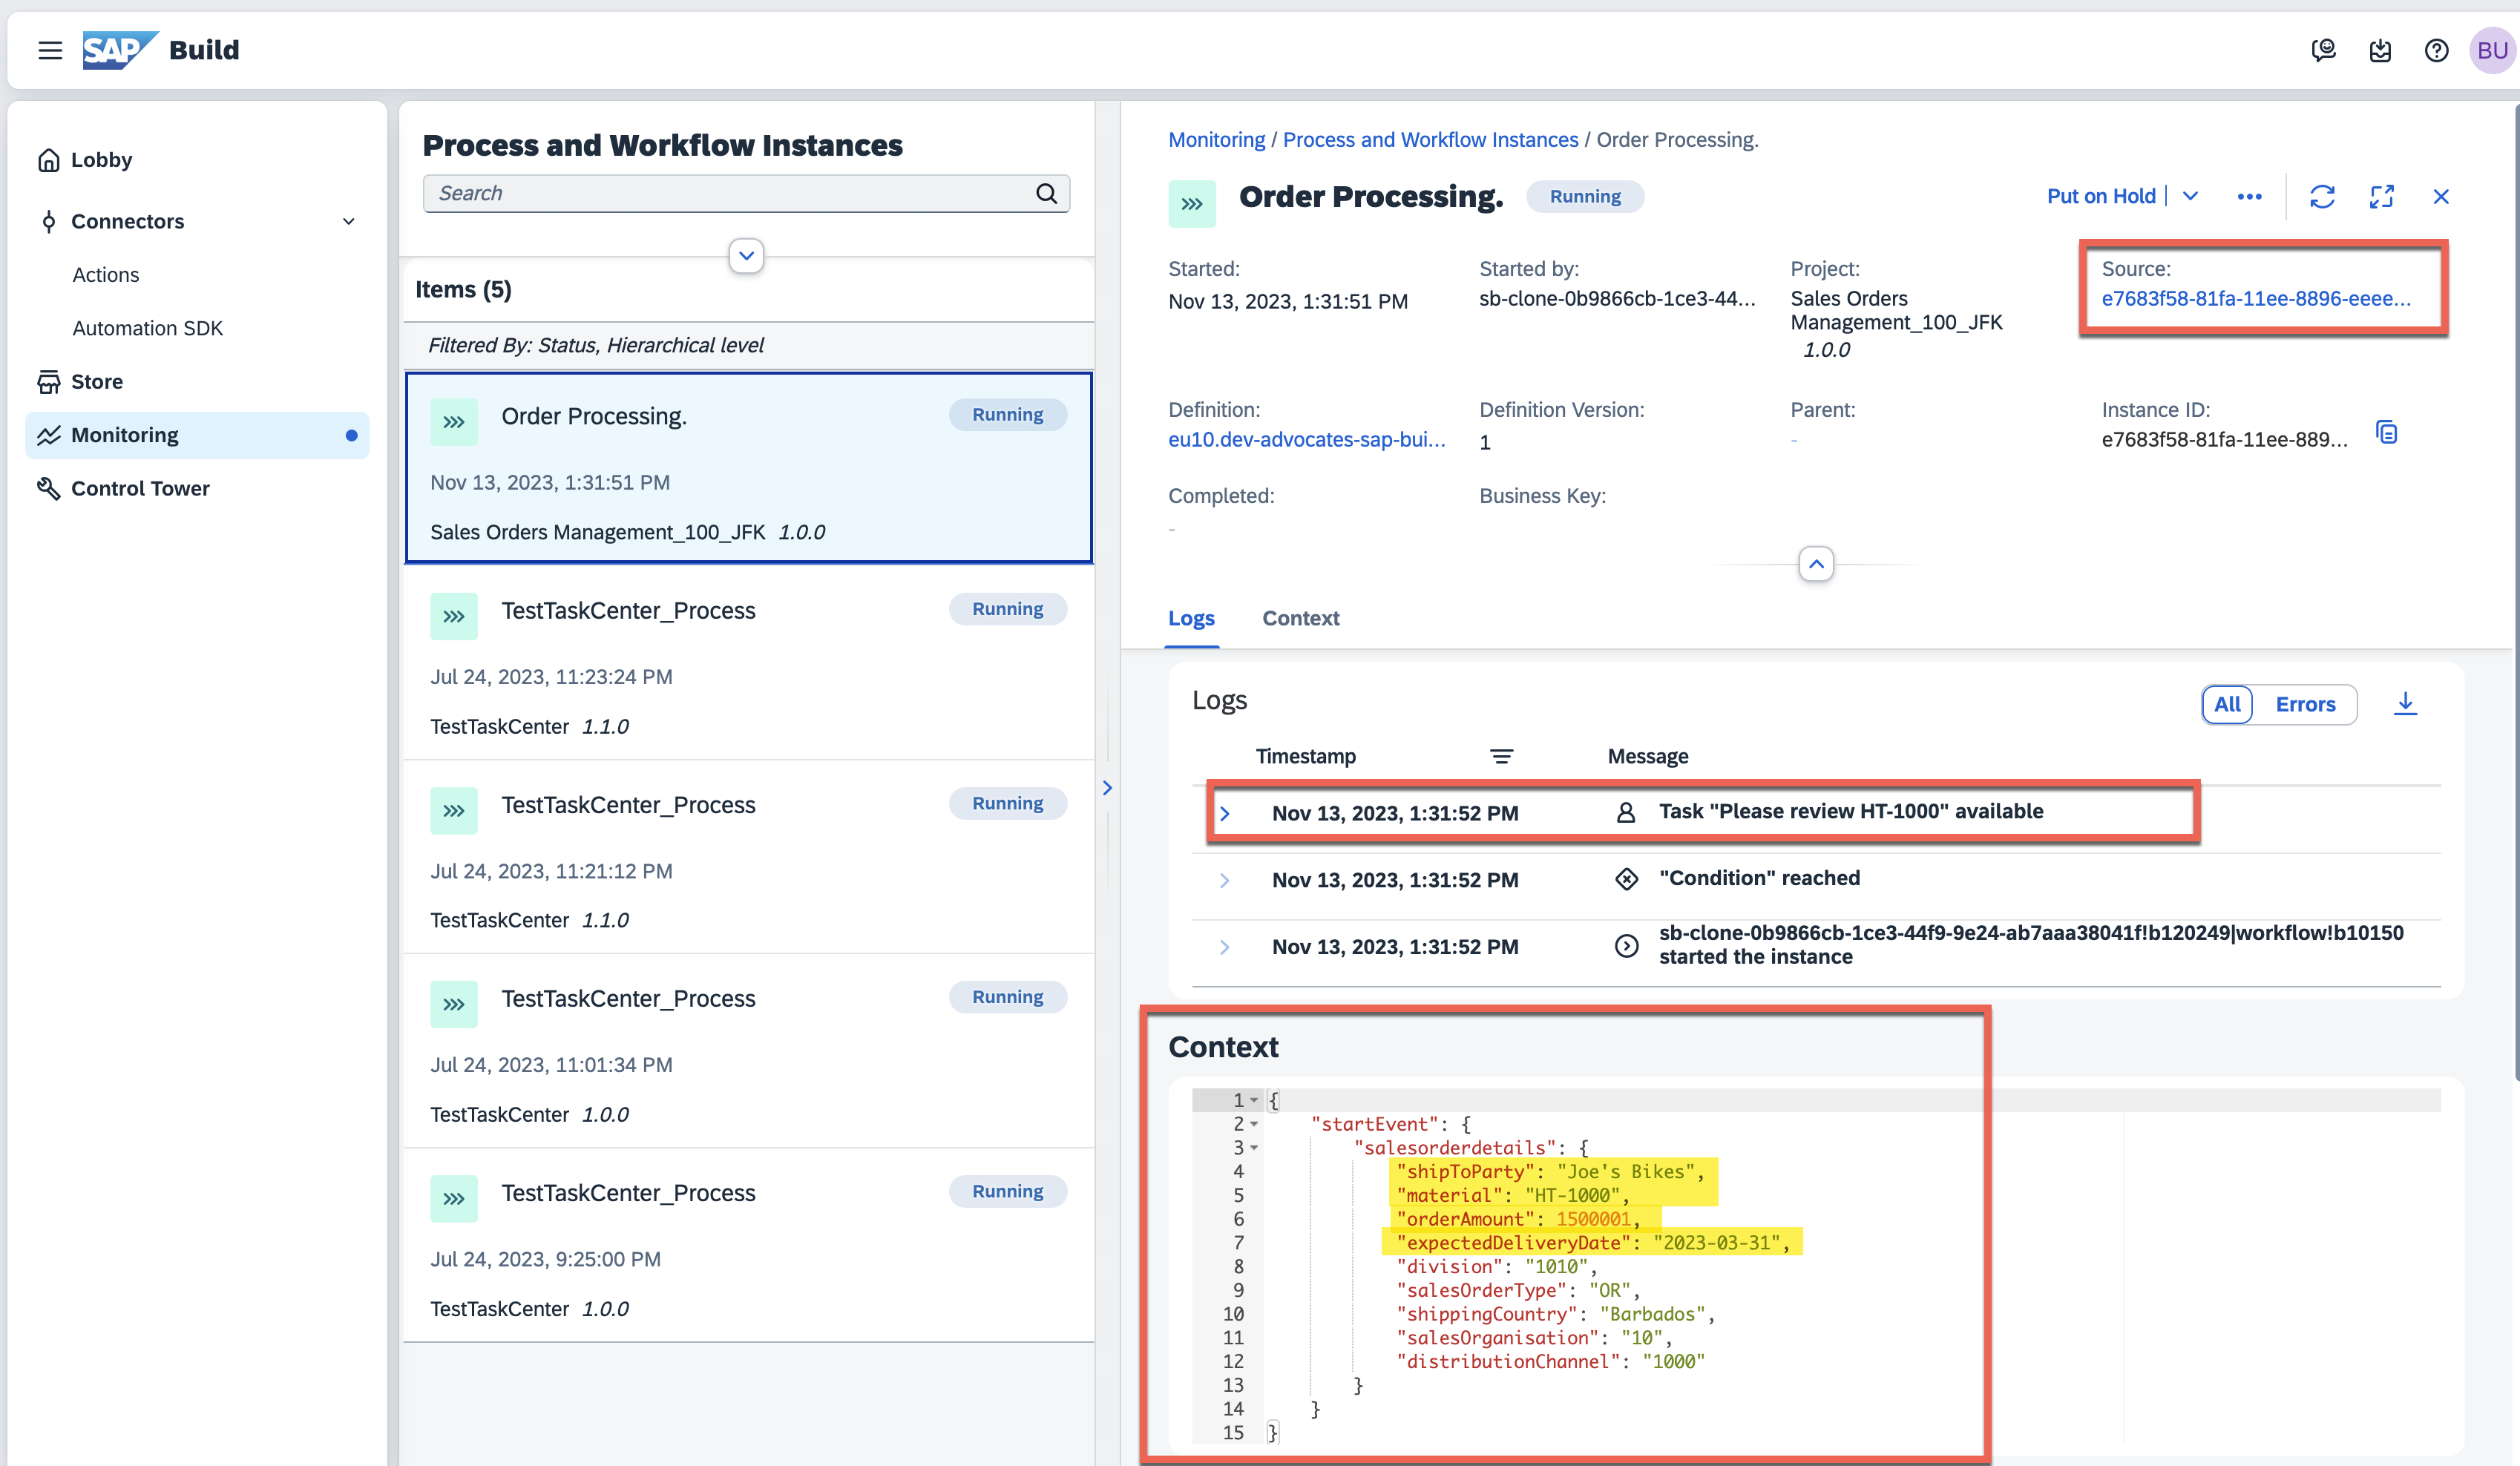 SAP Build
BU
Lobby
Connectors
Actions
Automation SDK
Store
Monitoring
Control Tower
Process and Workflow Instances
Search
Items (5)
Filtered By: Status, Hierarchical level
Order Processing.
Running
Nov 13, 2023, 1:31:51 PM
Sales Orders Management_100_JFK 1.0.0
TestTaskCenter_Process
Running
Jul 24, 2023, 11:23:24 PM
TestTaskCenter 1.1.0
TestTaskCenter_Process
Running
Jul 24, 2023, 11:21:12 PM
TestTaskCenter 1.1.0
TestTaskCenter_Process
Running
Jul 24, 2023, 11:01:34 PM
TestTaskCenter 1.0.0
TestTaskCenter_Process
Running
Jul 24, 2023, 9:25:00 PM
TestTaskCenter 1.0.0
Monitoring / Process and Workflow Instances / Order Processing.
Order Processing.
Running
Put on Hold
Started:
Nov 13, 2023, 1:31:51 PM
Started by:
sb-clone-0b9866cb-1ce3-44...
Project:
Sales Orders
Management_100_JFK
1.0.0
Source:
e7683f58-81fa-11ee-8896-eeee...
Definition:
eu10.dev-advocates-sap-bui...
Definition Version:
1
Parent:
-
Instance ID:
e7683f58-81fa-11ee-889...
Completed:
-
Business Key:
Logs
Context
Logs
All
Errors
Timestamp
Message
Nov 13, 2023, 1:31:52 PM
Task "Please review HT-1000" available
Nov 13, 2023, 1:31:52 PM
"Condition" reached
Nov 13, 2023, 1:31:52 PM
sb-clone-0b9866cb-1ce3-44f9-9e24-ab7aaa38041f!b120249|workflow!b10150
started the instance
Context
1 {
2 "startEvent": {
3 "salesorderdetails": {
4 "shipToParty": "Joe's Bikes",
5 "material": "HT-1000",
6 "orderAmount": 1500001,
7 "expectedDeliveryDate": "2023-03-31",
8 "division": "1010",
9 "salesOrderType": "OR",
10 "shippingCountry": "Barbados",
11 "salesOrganisation": "10",
12 "distributionChannel": "1000"
13 }
14 }
15 }